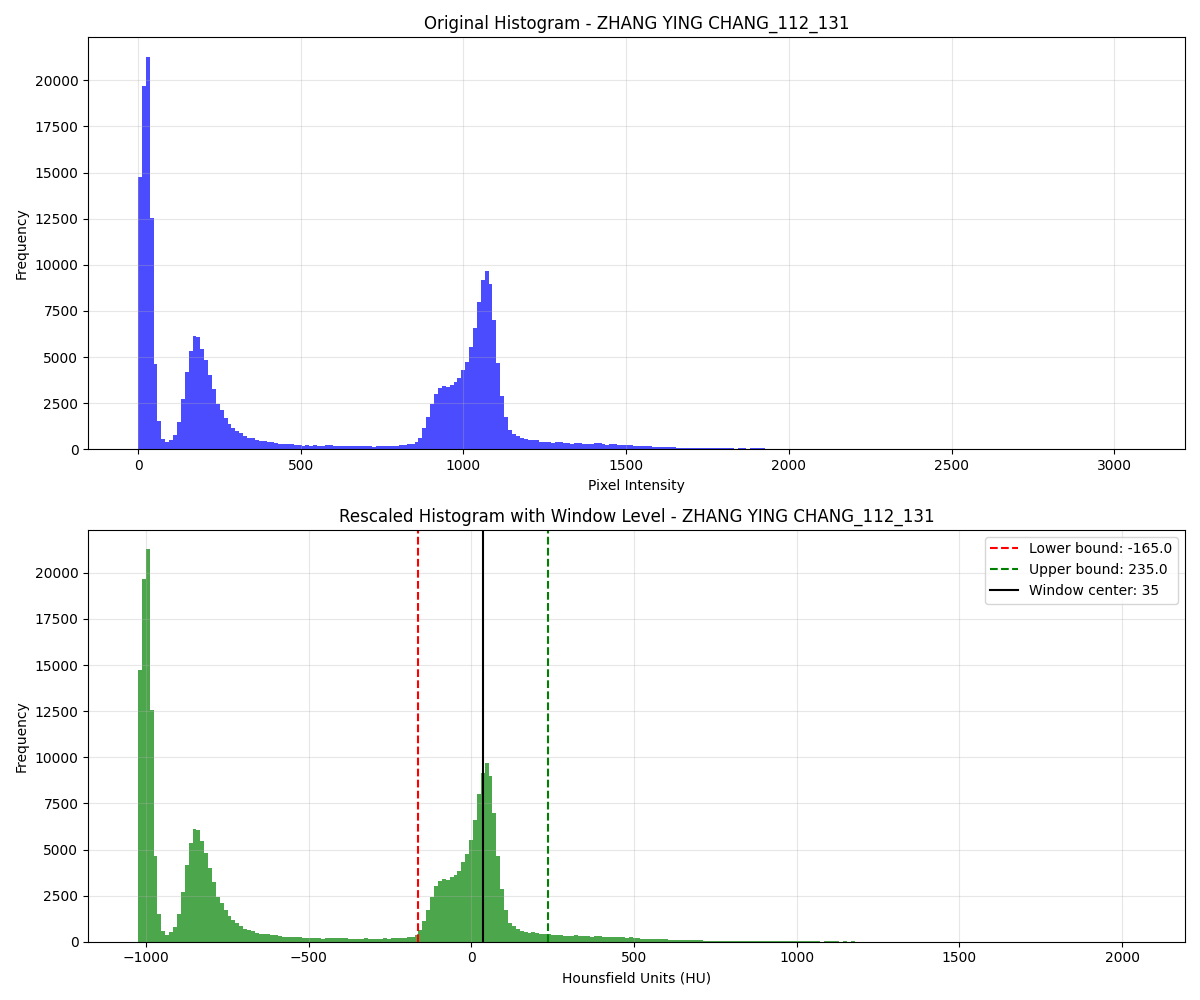 Original Histogram - ZHANG YING CHANG_112_131
Frequency
20000
17500
15000
12500
10000
7500
5000
2500
0
0 500 1000 1500 2000 2500 3000
Pixel Intensity
Rescaled Histogram with Window Level - ZHANG YING CHANG_112_131
Lower bound: -165.0
Upper bound: 235.0
Window center: 35
Frequency
20000
17500
15000
12500
10000
7500
5000
2500
0
−1000 −500 0 500 1000 1500 2000
Hounsfield Units (HU)